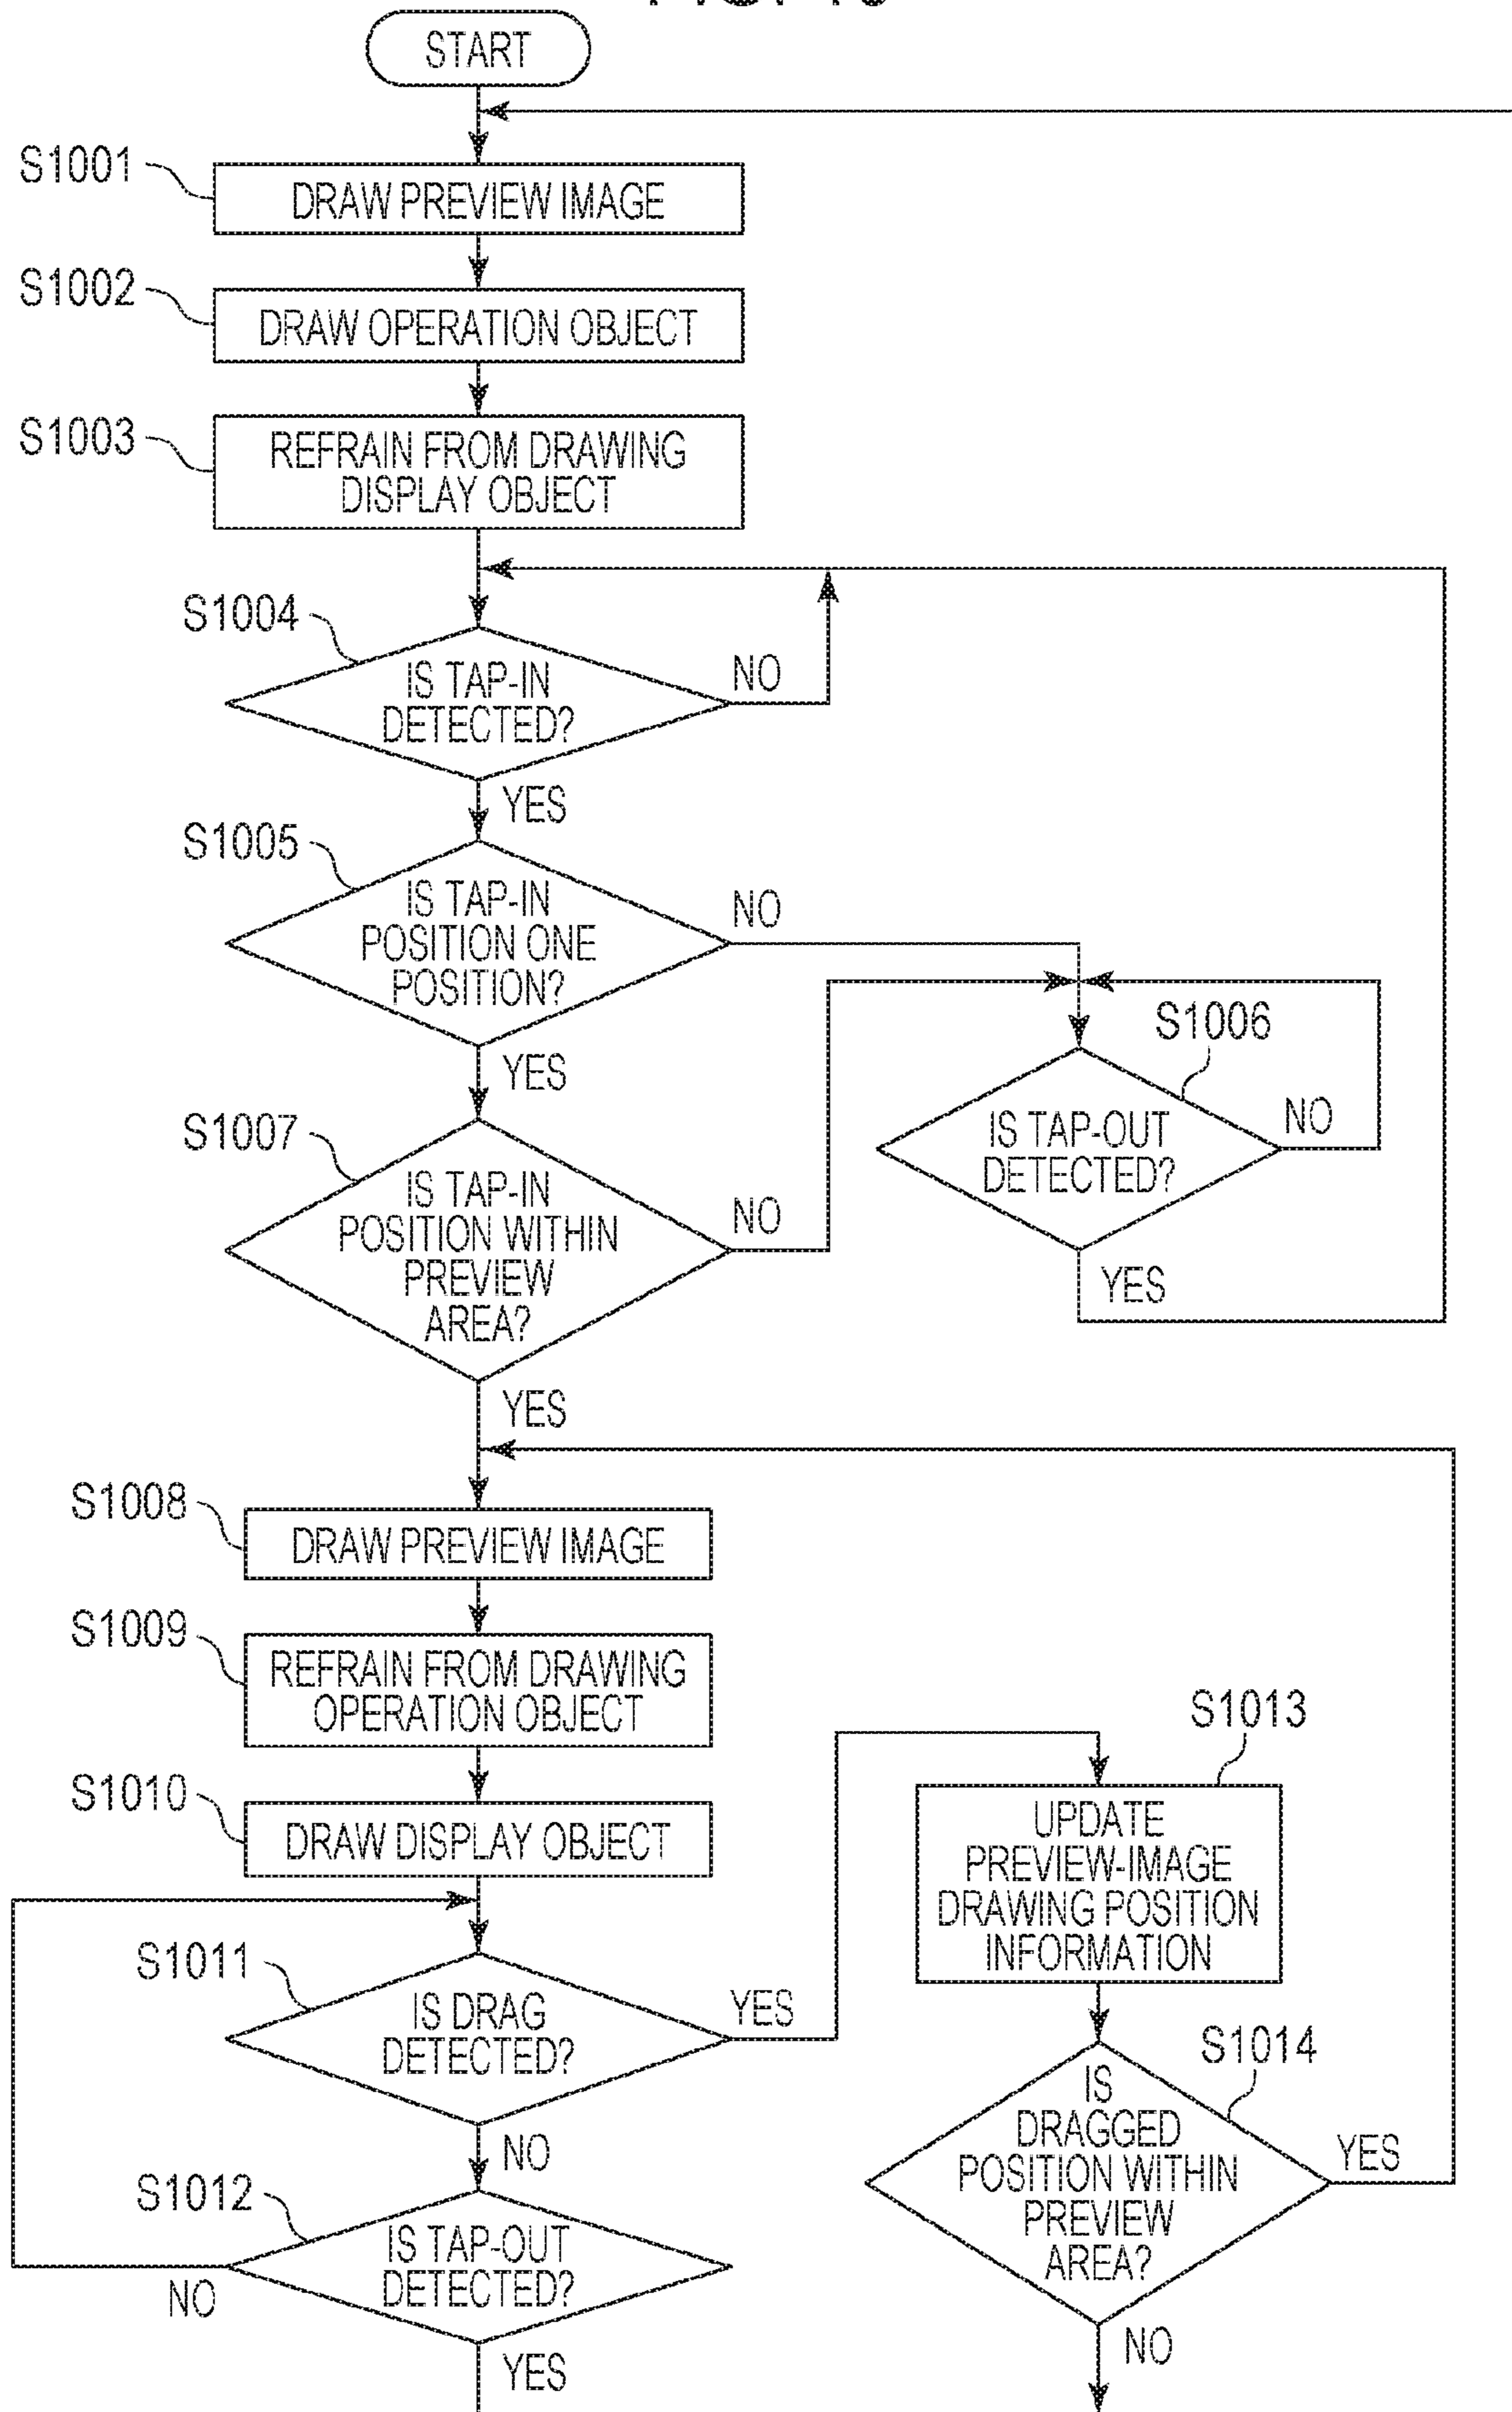 START
S1001
DRAW PREVIEW IMAGE
S1002
DRAW OPERATION OBJECT
S1003
REFRAIN FROM DRAWING
DISPLAY OBJECT
S1004
IS TAP-IN
DETECTED?
NO
YES
S1005
IS TAP-IN
POSITION ONE
POSITION?
NO
YES
S1006
IS TAP-OUT
DETECTED?
NO
YES
S1007
IS TAP-IN
POSITION WITHIN
PREVIEW
AREA?
NO
YES
S1008
DRAW PREVIEW IMAGE
S1009
REFRAIN FROM DRAWING
OPERATION OBJECT
S1010
DRAW DISPLAY OBJECT
S1011
IS DRAG
DETECTED?
YES
NO
S1012
IS TAP-OUT
DETECTED?
NO
YES
S1013
UPDATE
PREVIEW-IMAGE
DRAWING POSITION
INFORMATION
S1014
IS
DRAGGED
POSITION WITHIN
PREVIEW
AREA?
YES
NO